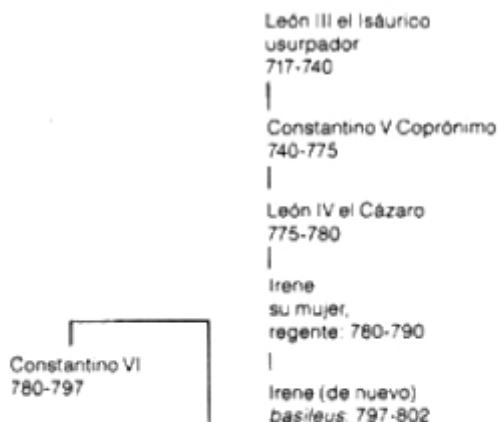 León III el Isáurico
usurpador
717-740
Constantino V Coprónimo
740-775
León IV el Cázaro
775-780
Irene
su mujer,
regente: 780-790
Constantino VI
780-797
Irene (de nuevo)
basileus: 797-802